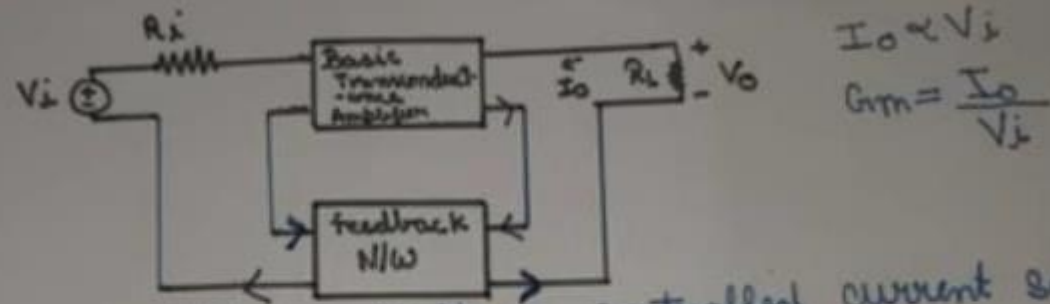 Ri
Vi
Basic
Transconduct-
-ance
Amplifier
Io
RL
+
-
Vo
Io ∝ Vi
Gm = Io
Vi
feedback
N/W
current